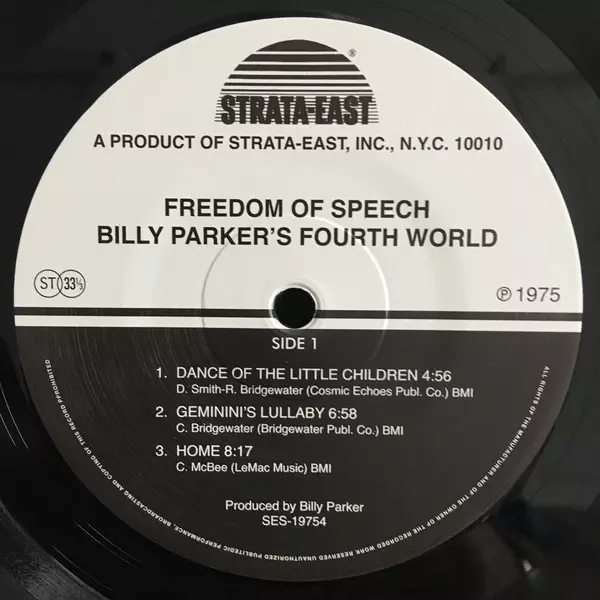 STRATA-EAST
®
A PRODUCT OF STRATA-EAST, INC., N.Y.C. 10010
FREEDOM OF SPEECH
BILLY PARKER'S FOURTH WORLD
ST 33⅓
℗ 1975
SIDE 1
1. DANCE OF THE LITTLE CHILDREN 4:56
D. Smith-R. Bridgewater (Cosmic Echoes Publ. Co.) BMI
2. GEMININI'S LULLABY 6:58
C. Bridgewater (Bridgewater Publ. Co.) BMI
3. HOME 8:17
C. McBee (LeMac Music) BMI
Produced by Billy Parker
SES-19754
ALL RIGHTS OF THE MANUFACTURER AND OF THE OWNER OF THE RECORDED WORK RESERVED UNAUTHORIZED PERFORMANCE, BROADCASTING AND COPYING OF THIS RECORD PROHIBITED